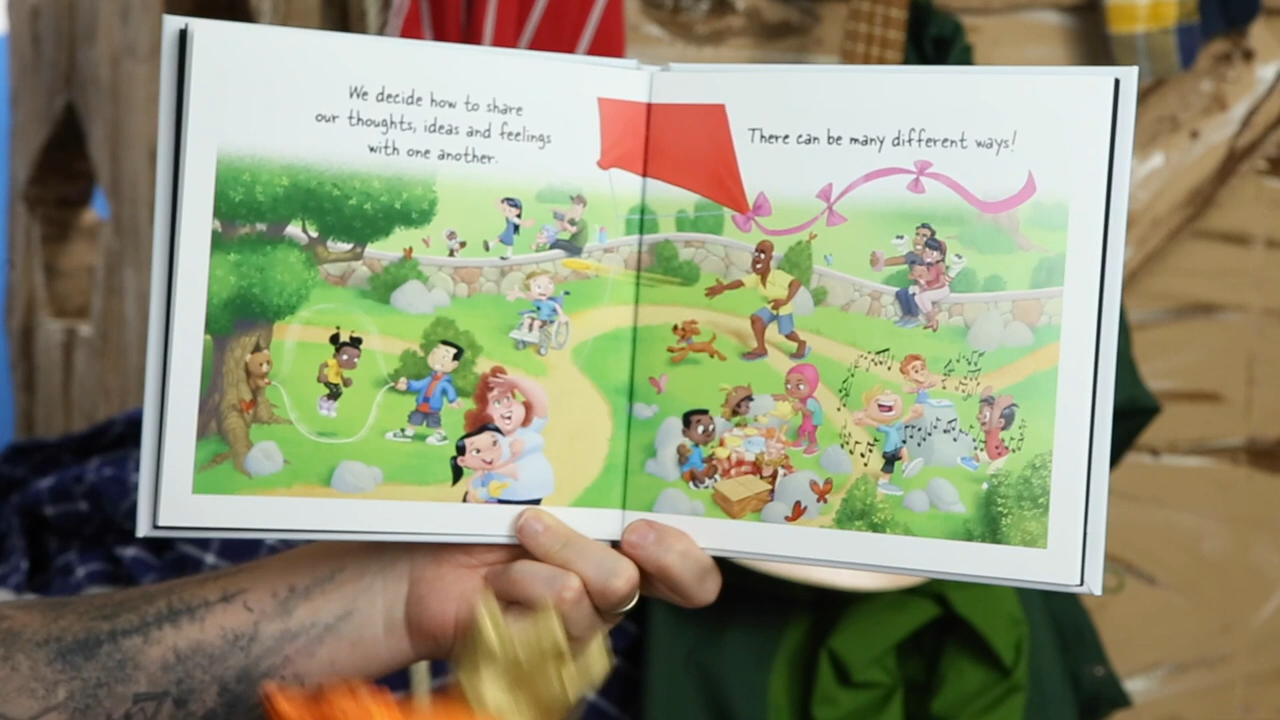 We decide how to share
our thoughts, ideas and feelings
with one another.
There can be many different ways!